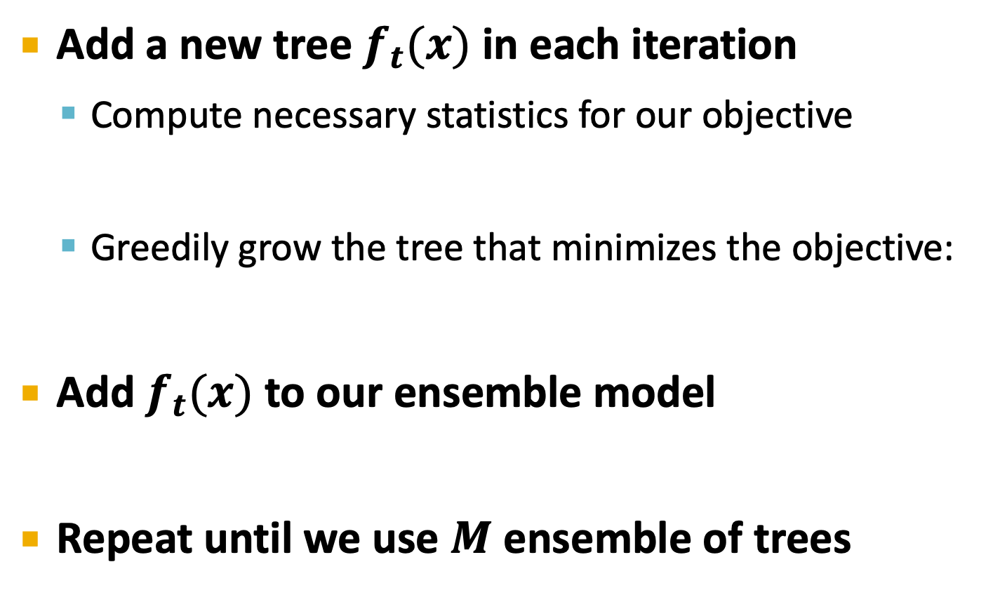 Add a new tree f_t(x) in each iteration
Compute necessary statistics for our objective
Greedily grow the tree that minimizes the objective:
Add f_t(x) to our ensemble model
Repeat until we use M ensemble of trees